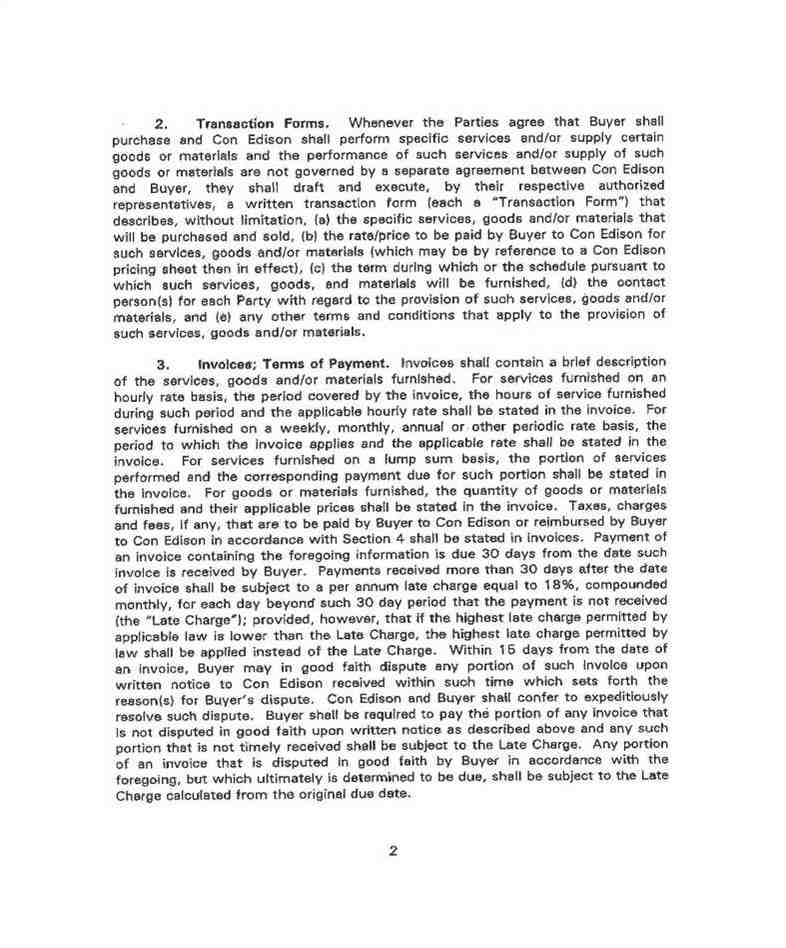 2. Transaction Forms. Whenever the Parties agree that Buyer shall
purchase and Con Edison shall perform specific services and/or supply certain
goods or materials and the performance of such services and/or supply of such
goods or materials are not governed by a separate agreement between Con Edison
and Buyer, they shall draft and execute, by their respective authorized
representatives, a written transaction form (each a "Transaction Form") that
describes, without limitation, (a) the specific services, goods and/or materials that
will be purchased and sold, (b) the rate/price to be paid by Buyer to Con Edison for
such services, goods and/or materials (which may be by reference to a Con Edison
pricing sheet then in effect), (c) the term during which or the schedule pursuant to
which such services, goods, and materials will be furnished, (d) the contact
person(s) for each Party with regard to the provision of such services, goods and/or
materials, and (e) any other terms and conditions that apply to the provision of
such services, goods and/or materials.
3. Invoices; Terms of Payment. Invoices shall contain a brief description
of the services, goods and/or materials furnished. For services furnished on an
hourly rate basis, the period covered by the invoice, the hours of service furnished
during such period and the applicable hourly rate shall be stated in the invoice. For
services furnished on a weekly, monthly, annual or other periodic rate basis, the
period to which the invoice applies and the applicable rate shall be stated in the
invoice. For services furnished on a lump sum basis, the portion of services
performed and the corresponding payment due for such portion shall be stated in
the invoice. For goods or materials furnished, the quantity of goods or materials
furnished and their applicable prices shall be stated in the invoice. Taxes, charges
and fees, if any, that are to be paid by Buyer to Con Edison or reimbursed by Buyer
to Con Edison in accordance with Section 4 shall be stated in invoices. Payment of
an invoice containing the foregoing information is due 30 days from the date such
invoice is received by Buyer. Payments received more than 30 days after the date
of invoice shall be subject to a per annum late charge equal to 18%, compounded
monthly, for each day beyond such 30 day period that the payment is not received
(the "Late Charge"); provided, however, that if the highest late charge permitted by
applicable law is lower than the Late Charge, the highest late charge permitted by
law shall be applied instead of the Late Charge. Within 15 days from the date of
an invoice, Buyer may in good faith dispute any portion of such invoice upon
written notice to Con Edison received within such time which sets forth the
reason(s) for Buyer's dispute. Con Edison and Buyer shall confer to expeditiously
resolve such dispute. Buyer shall be required to pay the portion of any invoice that
is not disputed in good faith upon written notice as described above and any such
portion that is not timely received shall be subject to the Late Charge. Any portion
of an invoice that is disputed in good faith by Buyer in accordance with the
foregoing, but which ultimately is determined to be due, shall be subject to the Late
Charge calculated from the original due date.
2